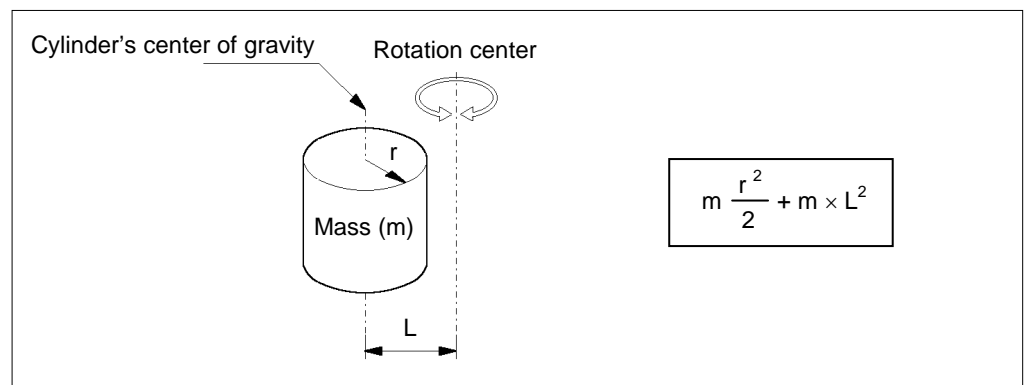 Cylinder's center of gravity
Rotation center
r
Mass (m)
L
m r²/2 + m × L²